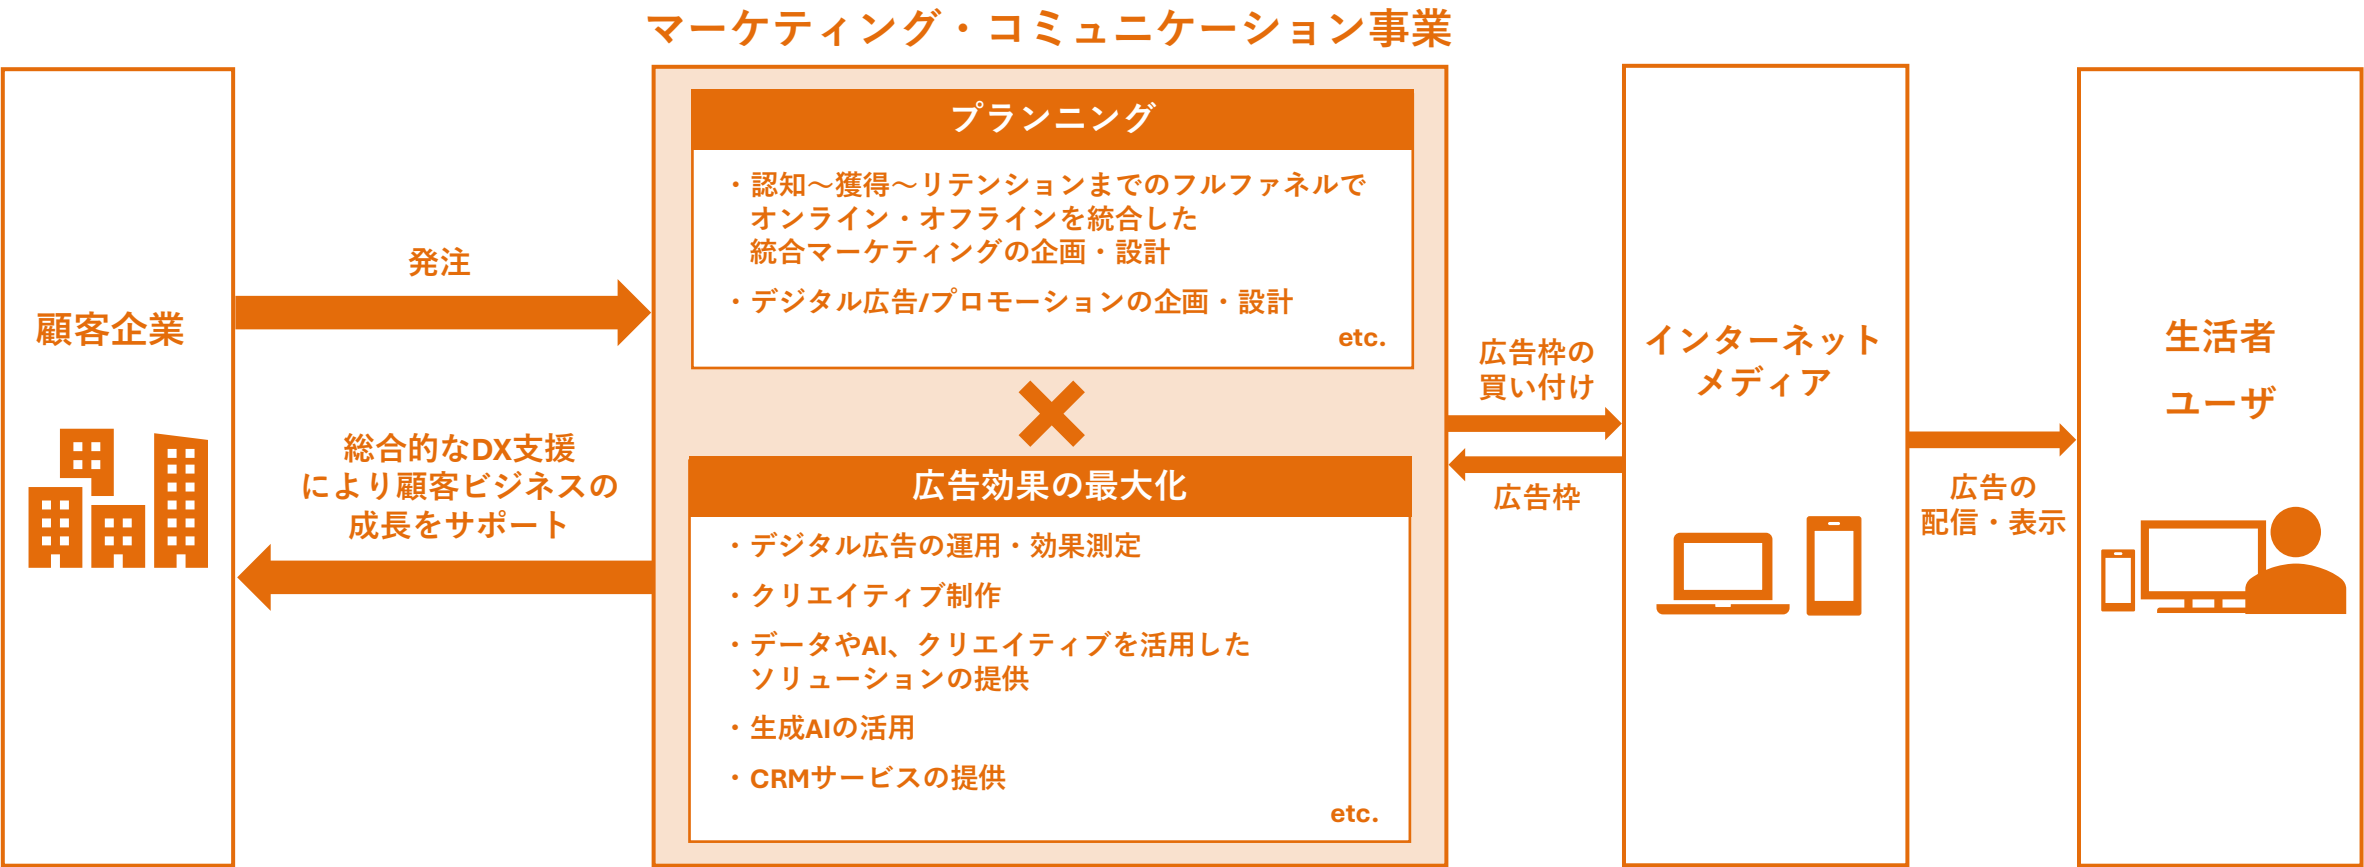 マーケティング・コミュニケーション事業
顧客企業
発注
総合的なDX支援
により顧客ビジネスの
成長をサポート
プランニング
・認知～獲得～リテンションまでのフルファネルで
オンライン・オフラインを統合した
統合マーケティングの企画・設計
・デジタル広告/プロモーションの企画・設計
etc.
広告効果の最大化
・デジタル広告の運用・効果測定
・クリエイティブ制作
・データやAI、クリエイティブを活用した
ソリューションの提供
・生成AIの活用
・CRMサービスの提供
etc.
広告枠の
買い付け
広告枠
インターネット
メディア
広告の
配信・表示
生活者
ユーザ